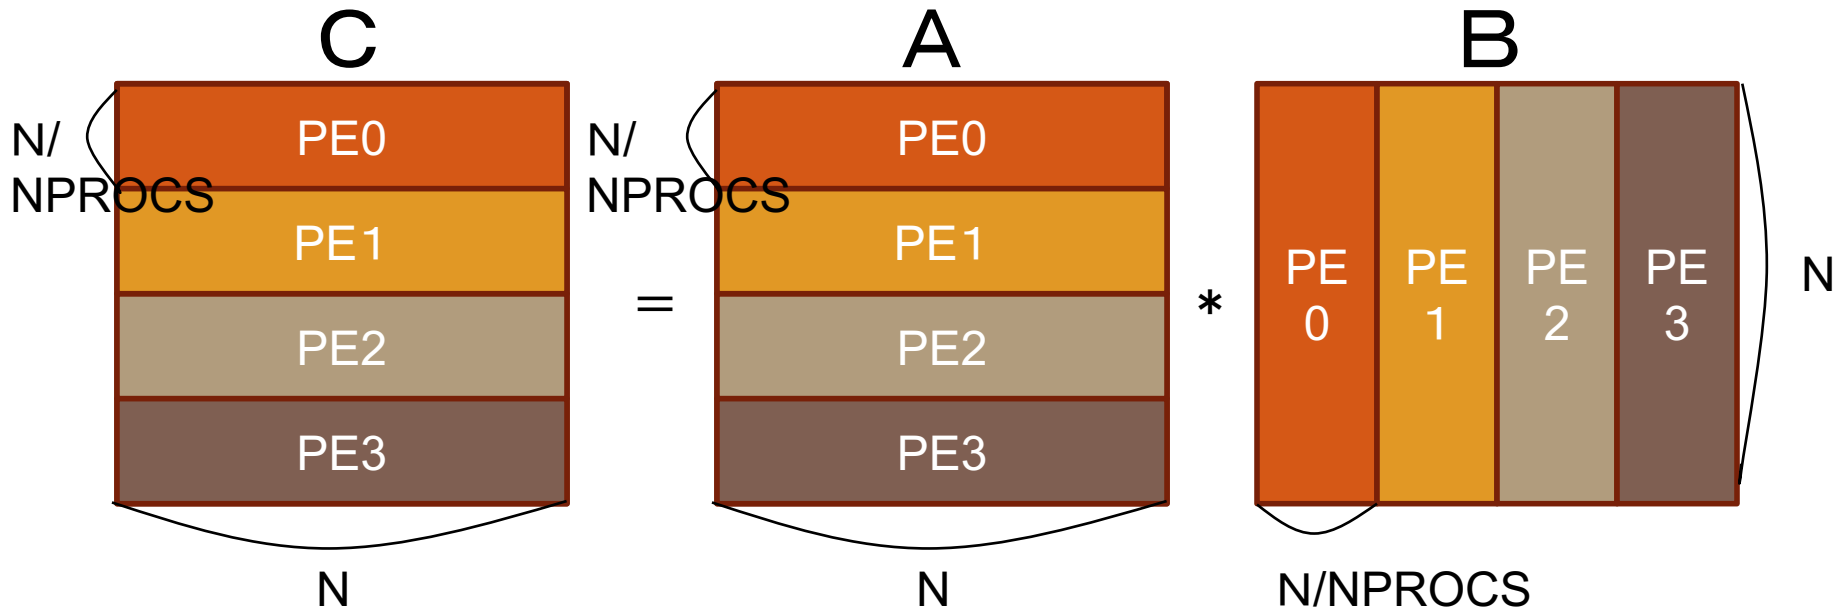 C
A
B
N/
NPROCS
PE0
PE1
PE2
PE3
N
=
N/
NPROCS
PE0
PE1
PE2
PE3
N
*
PE
0
PE
1
PE
2
PE
3
N
N/NPROCS